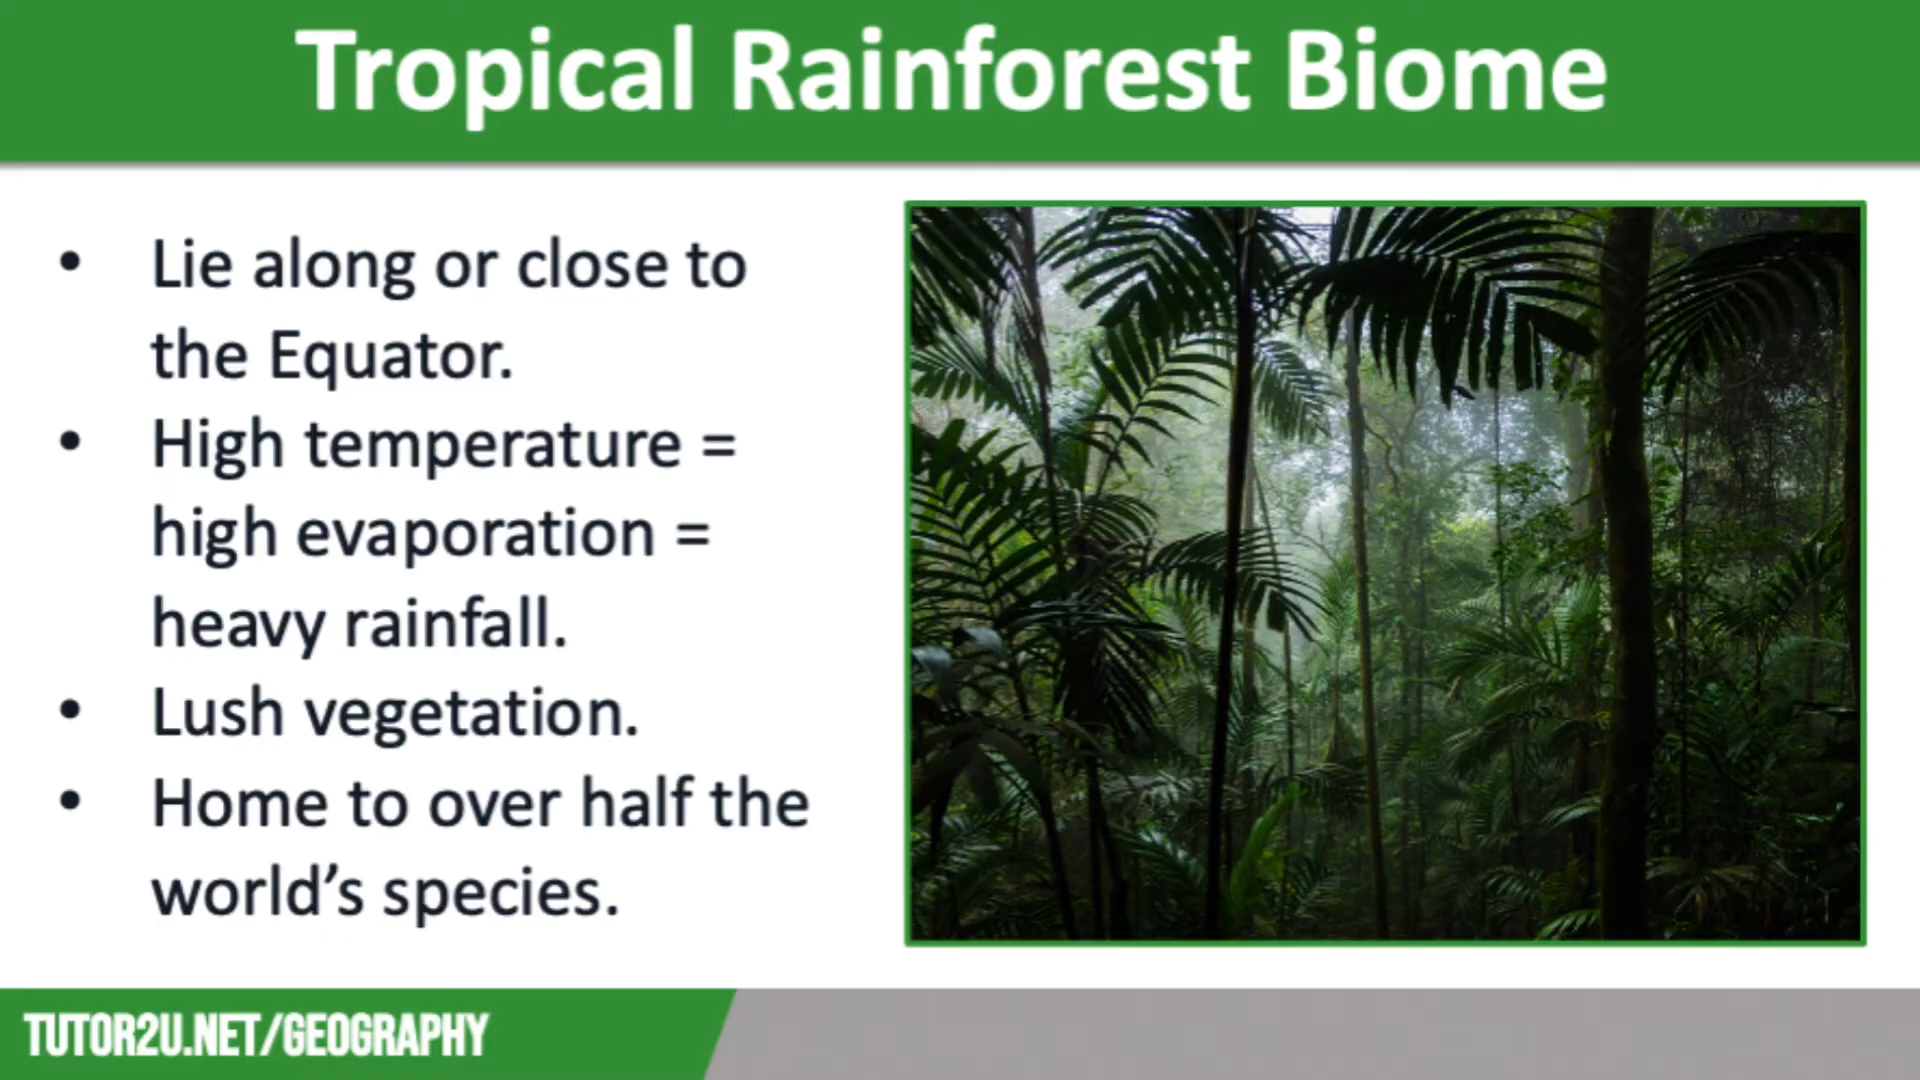 Tropical Rainforest Biome
• Lie along or close to
the Equator.
• High temperature =
high evaporation =
heavy rainfall.
• Lush vegetation.
• Home to over half the
world’s species.
TUTOR2U.NET/GEOGRAPHY